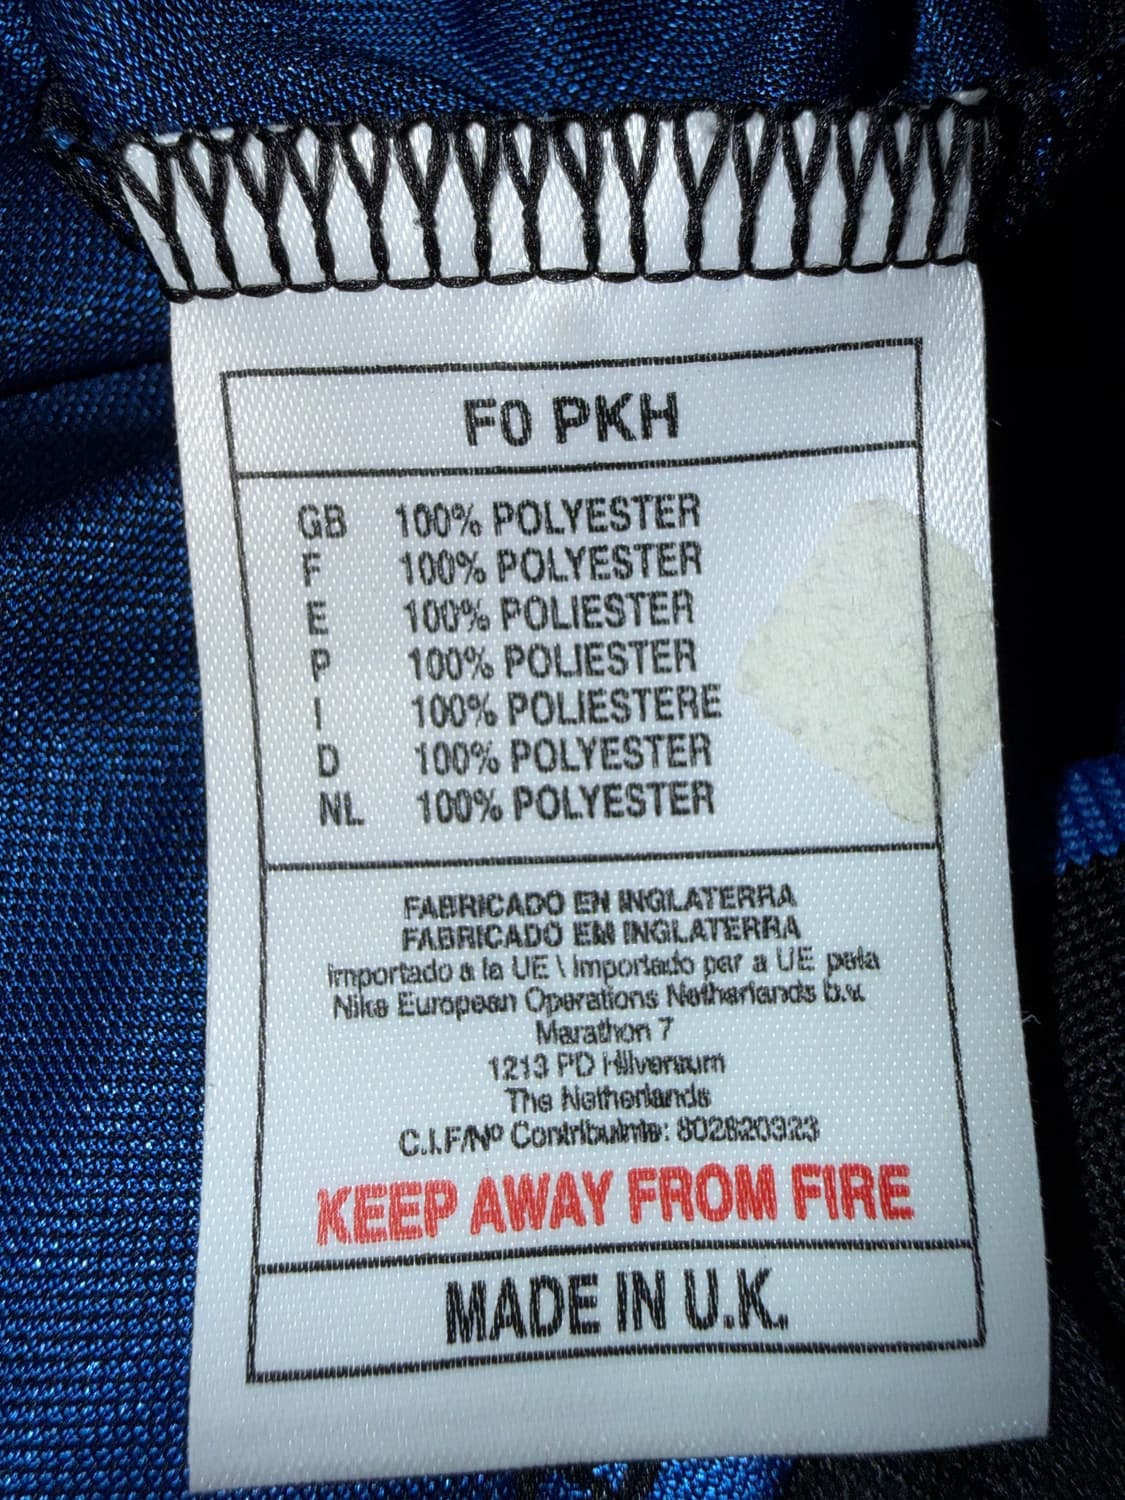 F0 PKH
GB 100% POLYESTER
F 100% POLYESTER
E 100% POLIESTER
P 100% POLIESTER
I 100% POLIESTERE
D 100% POLYESTER
NL 100% POLYESTER
FABRICADO EN INGLATERRA
FABRICADO EM INGLATERRA
Importado a la UE \ Importado par a UE pela
Nike European Operations Netherlands b.v.
Marathon 7
1213 PD Hilversum
The Netherlands
C.I.F/Nº Contribuinte: 802820323
KEEP AWAY FROM FIRE
MADE IN U.K.